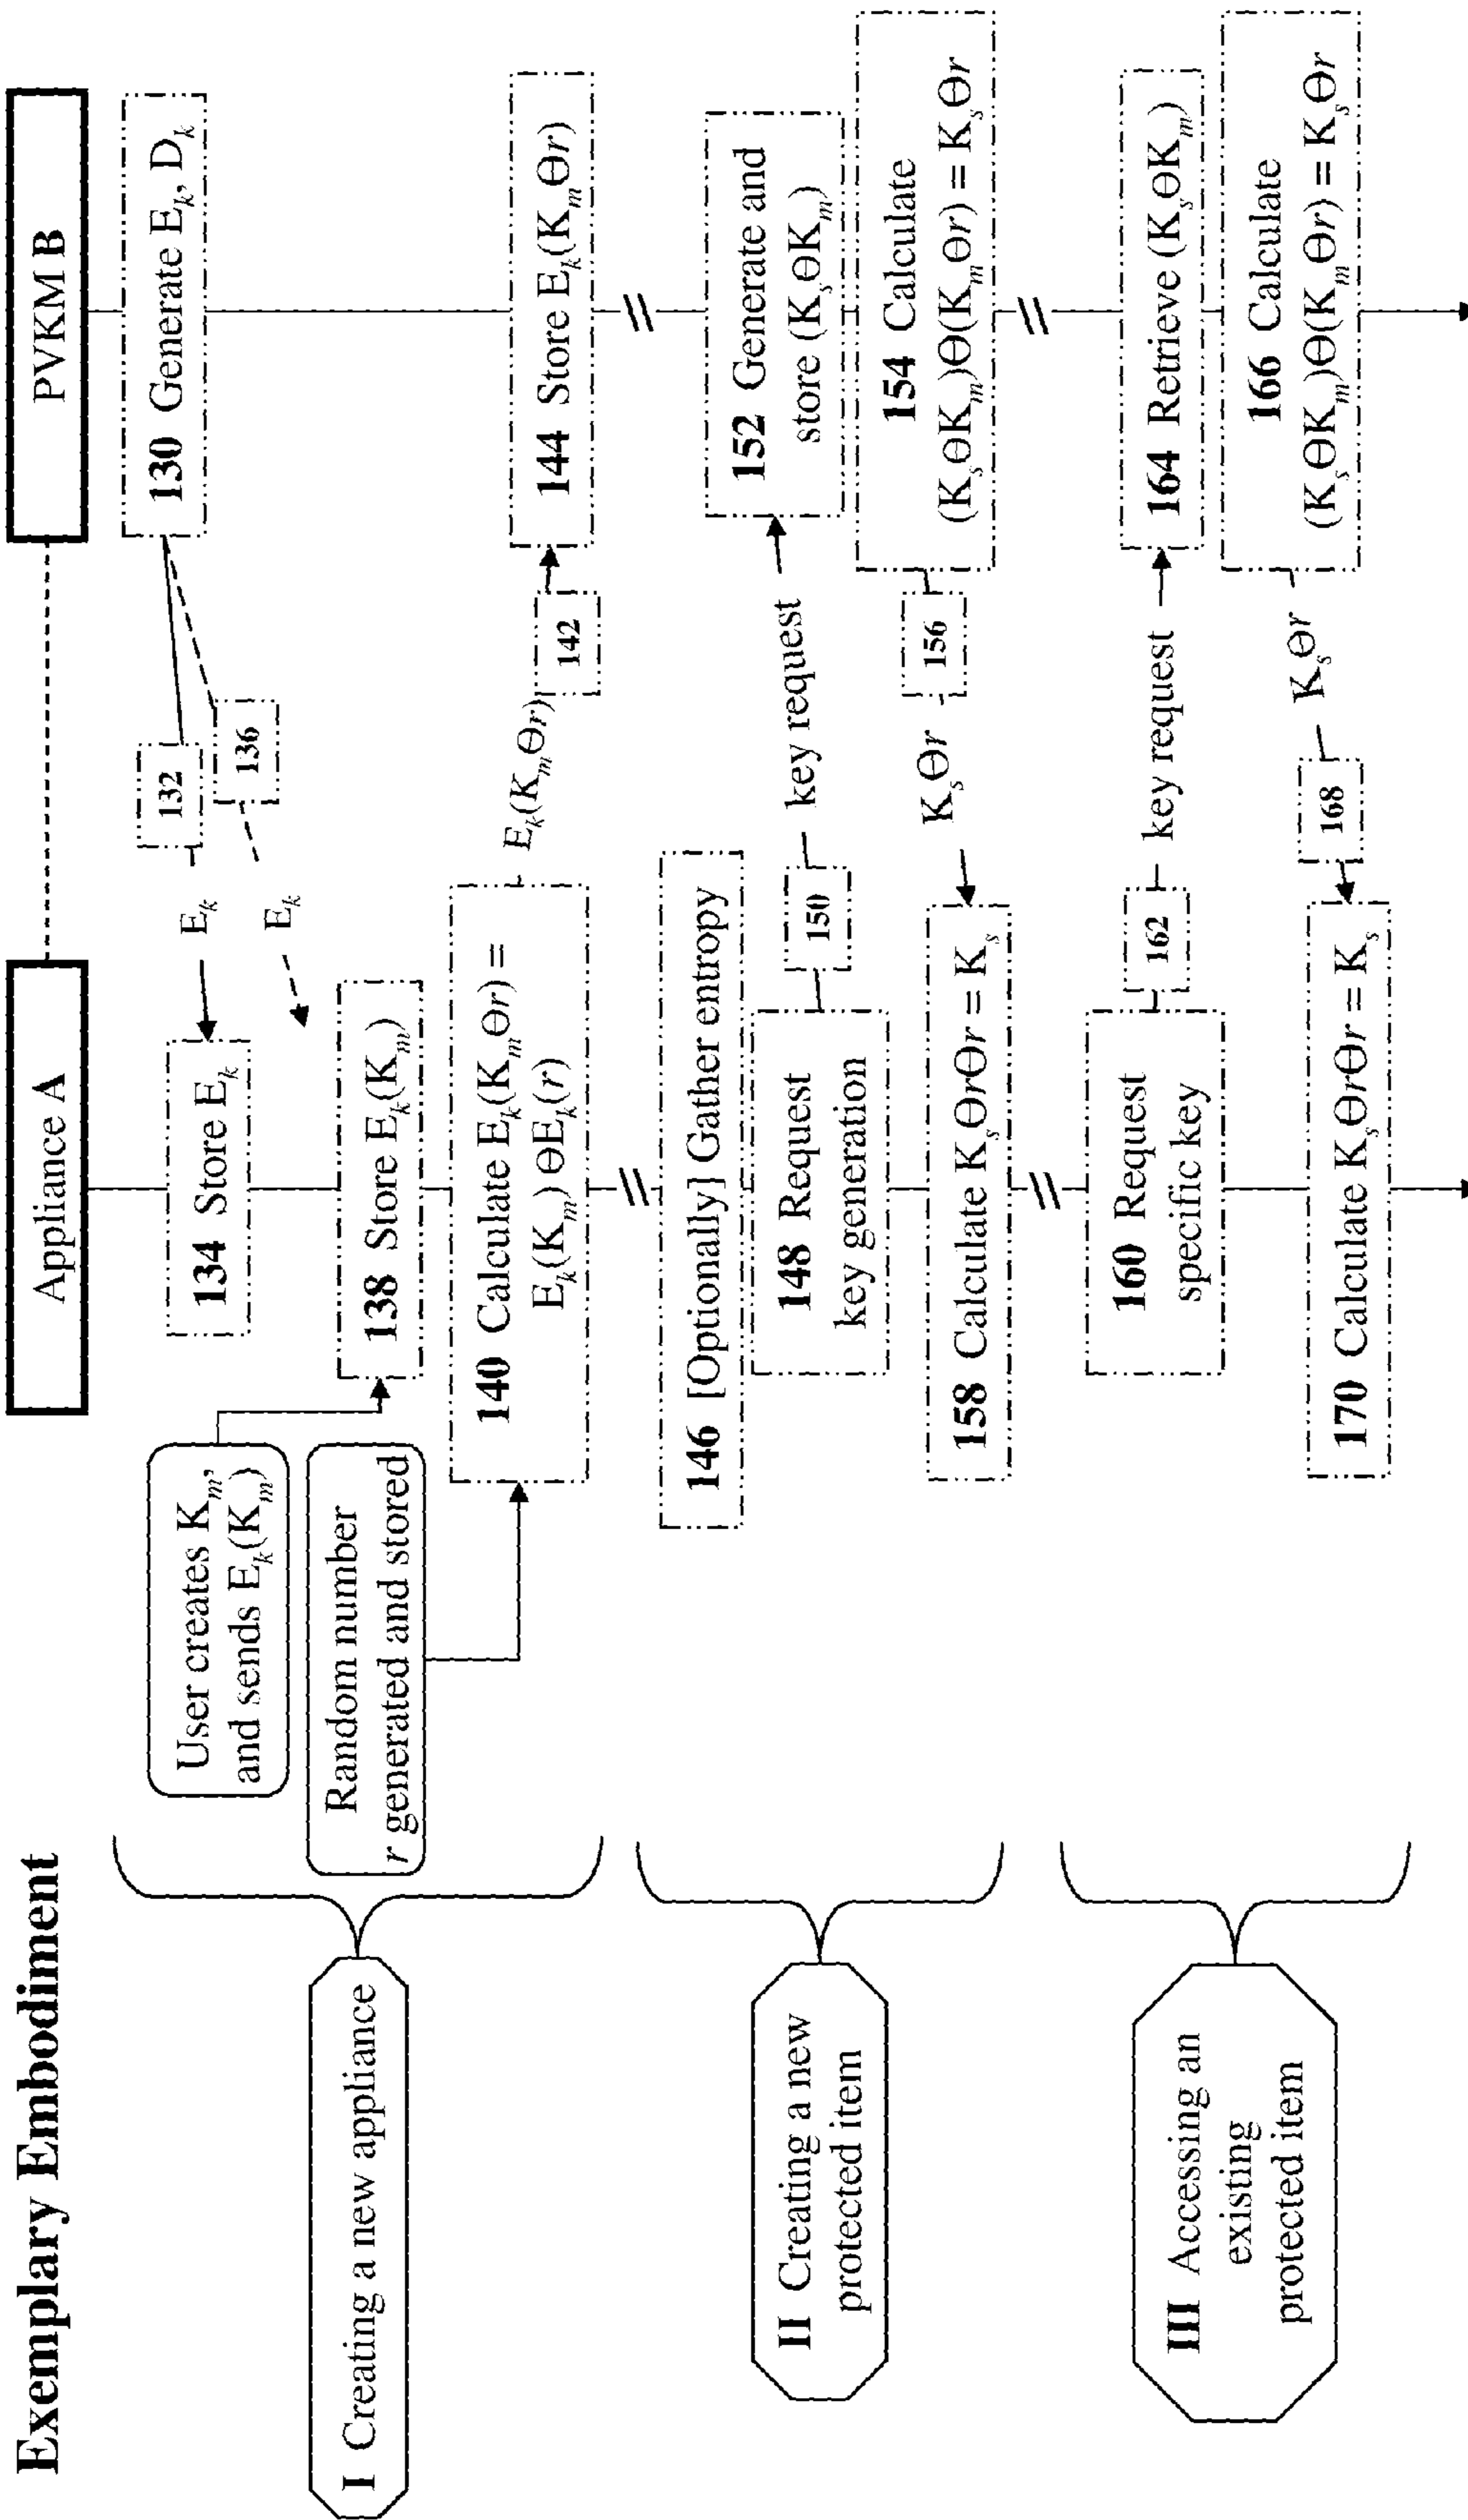 Exemplary Embodiment
Appliance A
PVKM B
I Creating a new appliance
User creates Kₘ,
and sends Eₖ(Kₘ)
Random number
r generated and stored
130 Generate Eₖ, Dₖ
132
Eₖ
134 Store Eₖ
136
Eₖ
138 Store Eₖ(Kₘ)
140 Calculate Eₖ(KₘΘr) =
Eₖ(Kₘ)ΘEₖ(r)
Eₖ(KₘΘr)
142
144 Store Eₖ(KₘΘr)
II Creating a new
protected item
146 [Optionally] Gather entropy
148 Request
key generation
150
key request
152 Generate and
store (KₛΘKₘ)
154 Calculate
(KₛΘKₘ)Θ(KₘΘr) = KₛΘr
156
KₛΘr
158 Calculate KₛΘrΘr = Kₛ
III Accessing an
existing
protected item
160 Request
specific key
162
key request
164 Retrieve (KₛΘKₘ)
166 Calculate
(KₛΘKₘ)Θ(KₘΘr) = KₛΘr
KₛΘr
168
170 Calculate KₛΘrΘr = Kₛ